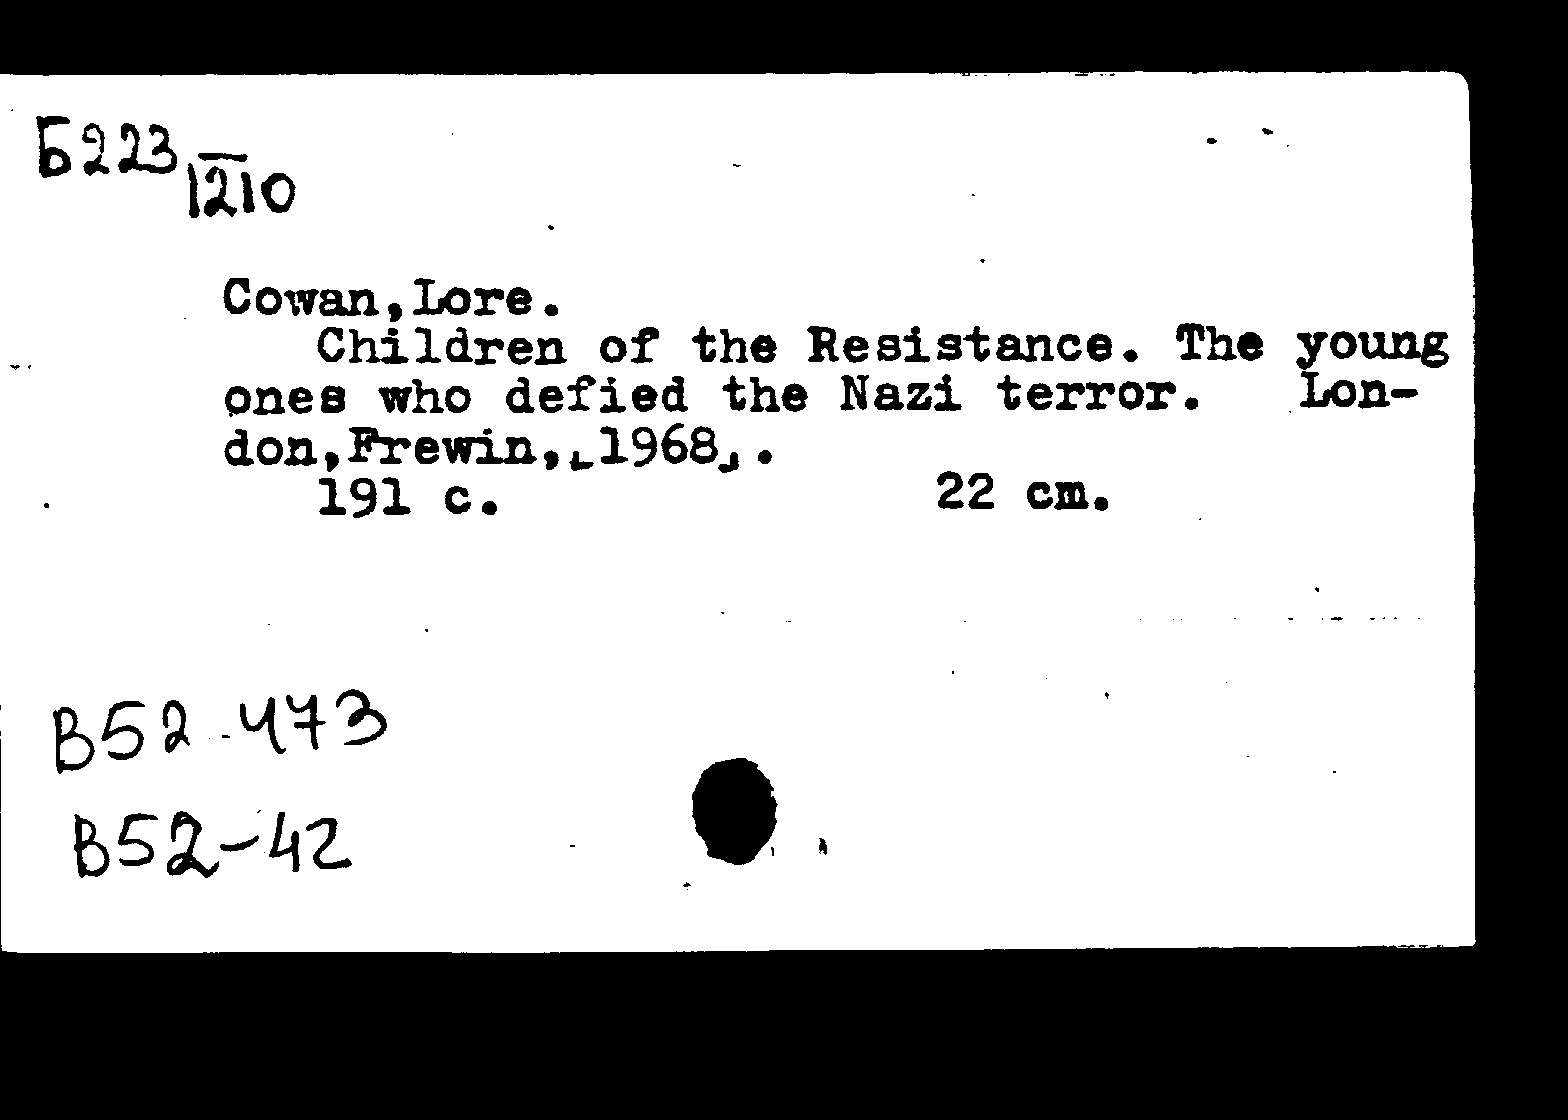 Б223
1210
Cowan,Lore.
Children of the Resistance. The young
ones who defied the Nazi terror. Lon-
don,Frewin,[1968].
191 c. 22 cm.
B52-473
B52-42